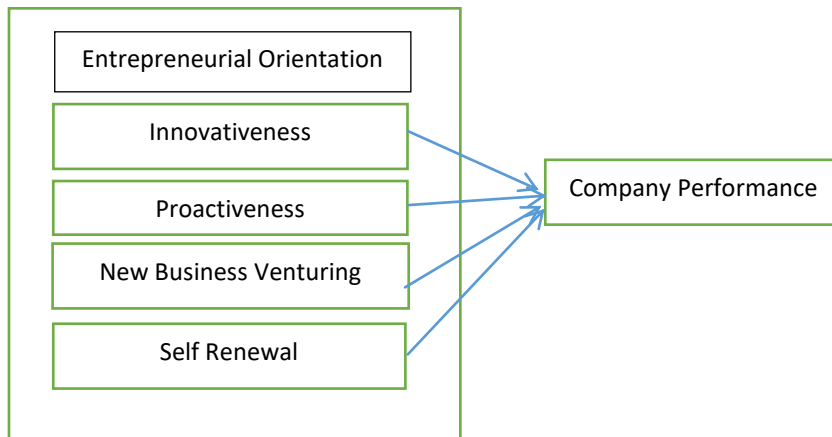 Entrepreneurial Orientation
Innovativeness
Proactiveness
New Business Venturing
Self Renewal
Company Performance